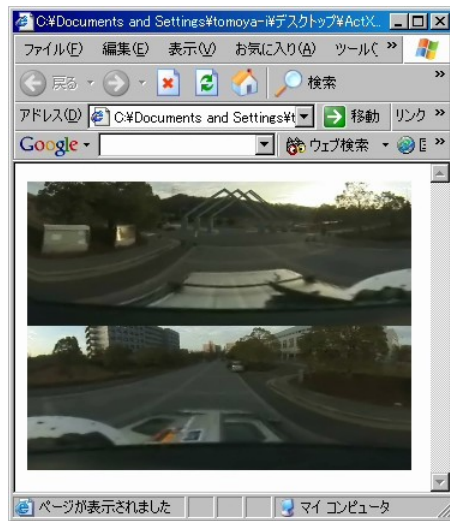 C:¥Documents and Settings¥tomoya-i¥デスクトップ¥ActX...
ファイル(F) 編集(E) 表示(V) お気に入り(A) ツール( »
戻る 検索 »
アドレス(D) C:¥Documents and Settings¥t 移動 リンク »
Google ウェブ検索 »
ページが表示されました マイ コンピュータ